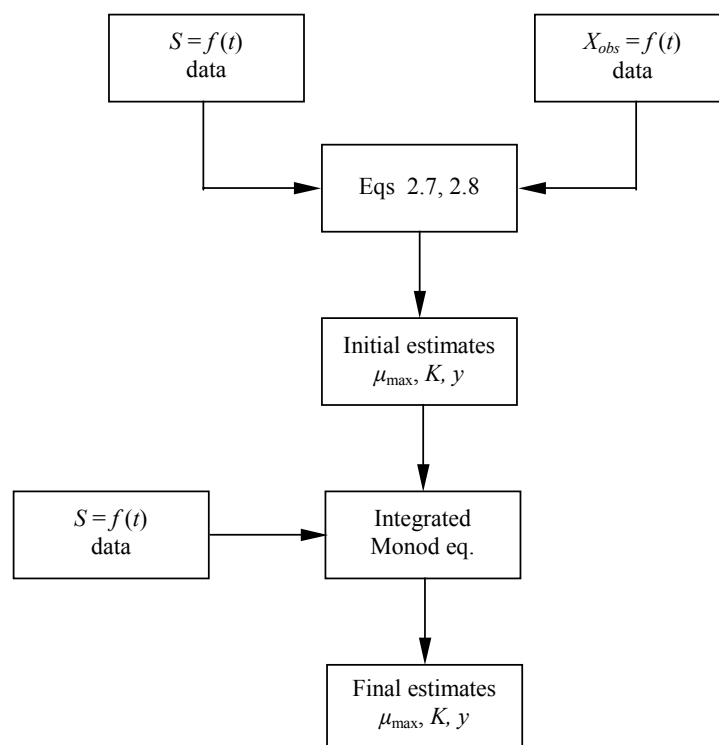 S = f (t)
data
X_obs = f (t)
data
Eqs 2.7, 2.8
Initial estimates
μ_max, K, y
S = f (t)
data
Integrated
Monod eq.
Final estimates
μ_max, K, y